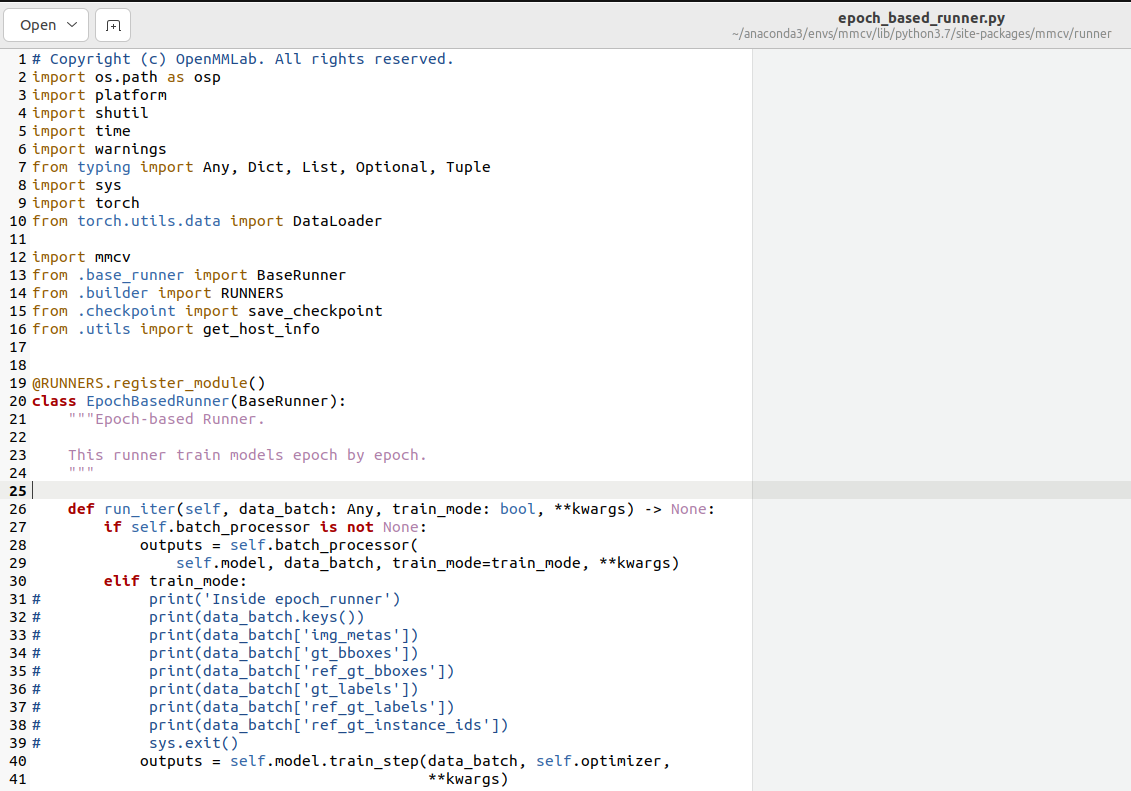 Open
epoch_based_runner.py
~/anaconda3/envs/mmcv/lib/python3.7/site-packages/mmcv/runner
1 # Copyright (c) OpenMMLab. All rights reserved.
2 import os.path as osp
3 import platform
4 import shutil
5 import time
6 import warnings
7 from typing import Any, Dict, List, Optional, Tuple
8 import sys
9 import torch
10 from torch.utils.data import DataLoader
11
12 import mmcv
13 from .base_runner import BaseRunner
14 from .builder import RUNNERS
15 from .checkpoint import save_checkpoint
16 from .utils import get_host_info
17
18
19 @RUNNERS.register_module()
20 class EpochBasedRunner(BaseRunner):
21     """Epoch-based Runner.
22
23     This runner train models epoch by epoch.
24     """
25
26     def run_iter(self, data_batch: Any, train_mode: bool, **kwargs) -> None:
27         if self.batch_processor is not None:
28             outputs = self.batch_processor(
29                 self.model, data_batch, train_mode=train_mode, **kwargs)
30         elif train_mode:
31 #            print('Inside epoch_runner')
32 #            print(data_batch.keys())
33 #            print(data_batch['img_metas'])
34 #            print(data_batch['gt_bboxes'])
35 #            print(data_batch['ref_gt_bboxes'])
36 #            print(data_batch['gt_labels'])
37 #            print(data_batch['ref_gt_labels'])
38 #            print(data_batch['ref_gt_instance_ids'])
39 #            sys.exit()
40             outputs = self.model.train_step(data_batch, self.optimizer,
41                                             **kwargs)